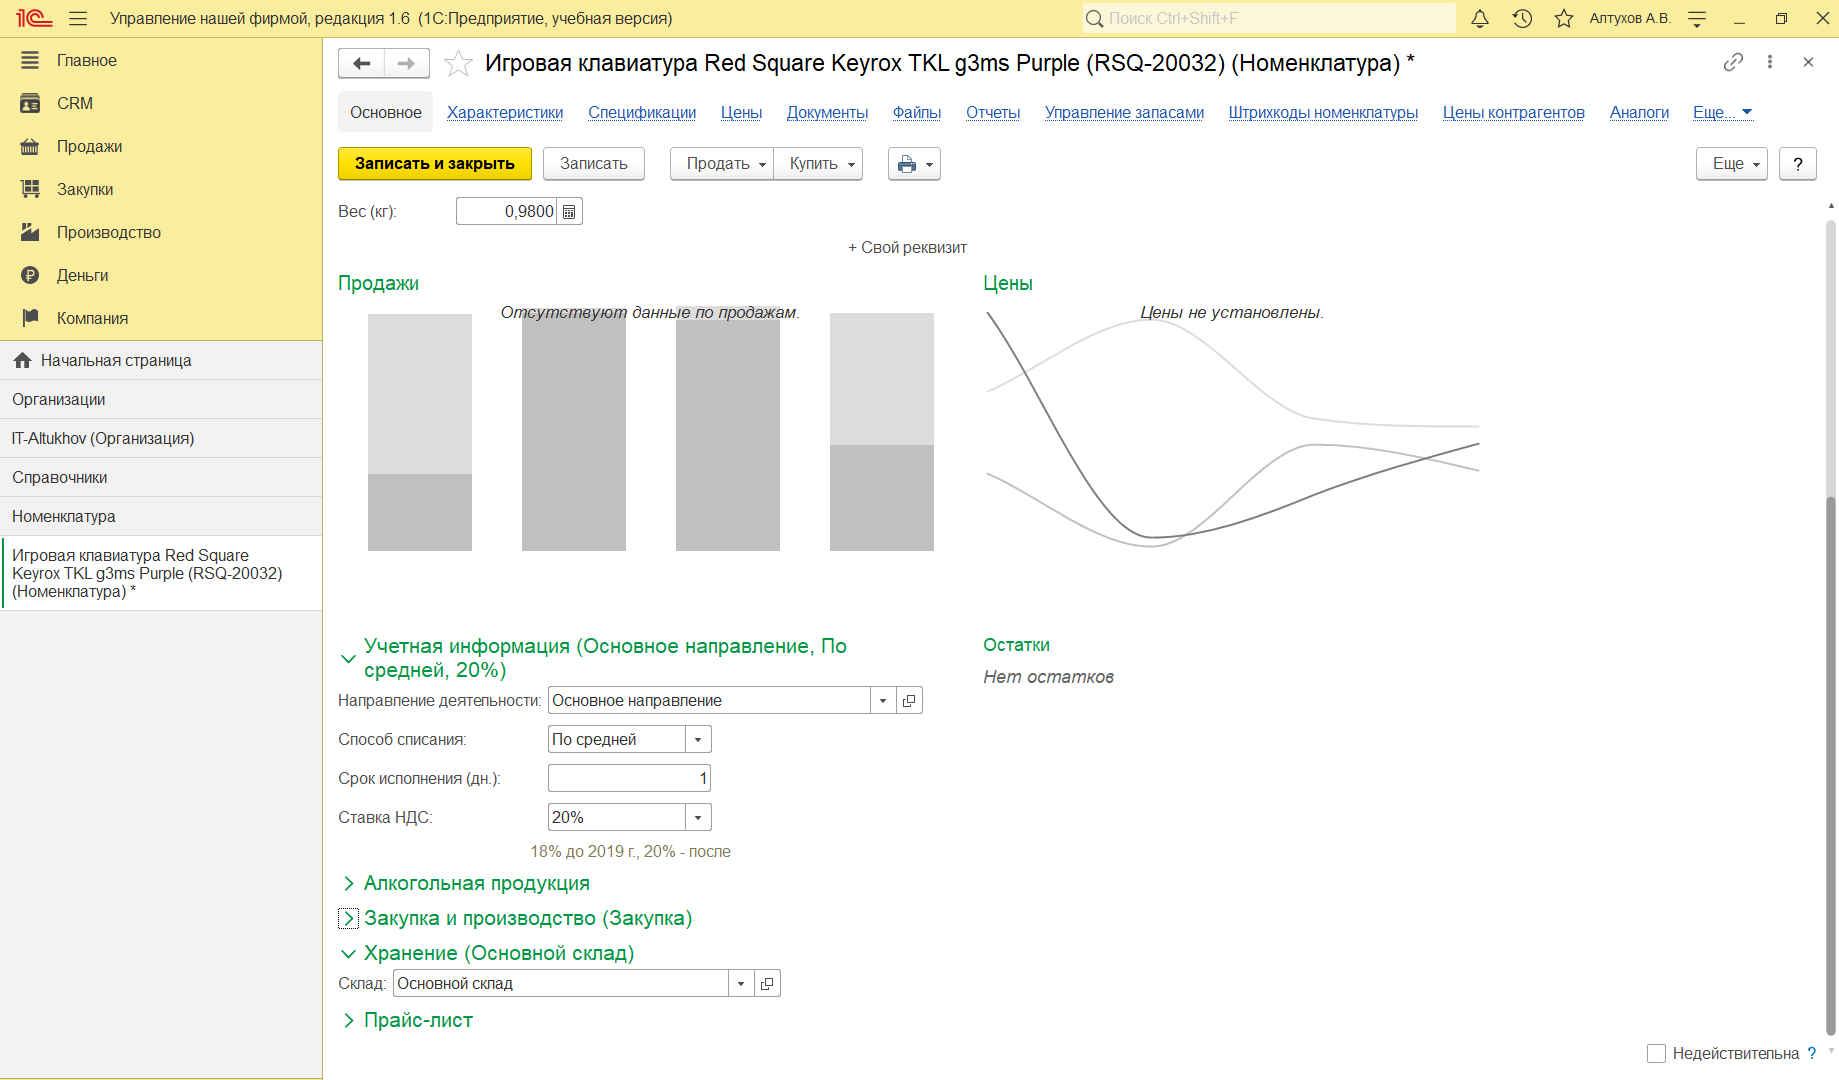 1С Управление нашей фирмой, редакция 1.6 (1С:Предприятие, учебная версия)
Поиск Ctrl+Shift+F
Алтухов А.В.
Главное
CRM
Продажи
Закупки
Производство
Деньги
Компания
Начальная страница
Организации
IT-Altukhov (Организация)
Справочники
Номенклатура
Игровая клавиатура Red Square
Keyrox TKL g3ms Purple (RSQ-20032)
(Номенклатура) *
Игровая клавиатура Red Square Keyrox TKL g3ms Purple (RSQ-20032) (Номенклатура) *
Основное Характеристики Спецификации Цены Документы Файлы Отчеты Управление запасами Штрихкоды номенклатуры Цены контрагентов Аналоги Еще...
Записать и закрыть Записать Продать Купить Еще ?
Вес (кг): 0,9800
+ Свой реквизит
Продажи
Отсутствуют данные по продажам.
Цены
Цены не установлены.
Учетная информация (Основное направление, По
средней, 20%)
Направление деятельности: Основное направление
Способ списания: По средней
Срок исполнения (дн.): 1
Ставка НДС: 20%
18% до 2019 г., 20% - после
Остатки
Нет остатков
Алкогольная продукция
Закупка и производство (Закупка)
Хранение (Основной склад)
Склад: Основной склад
Прайс-лист
Недействительна ?